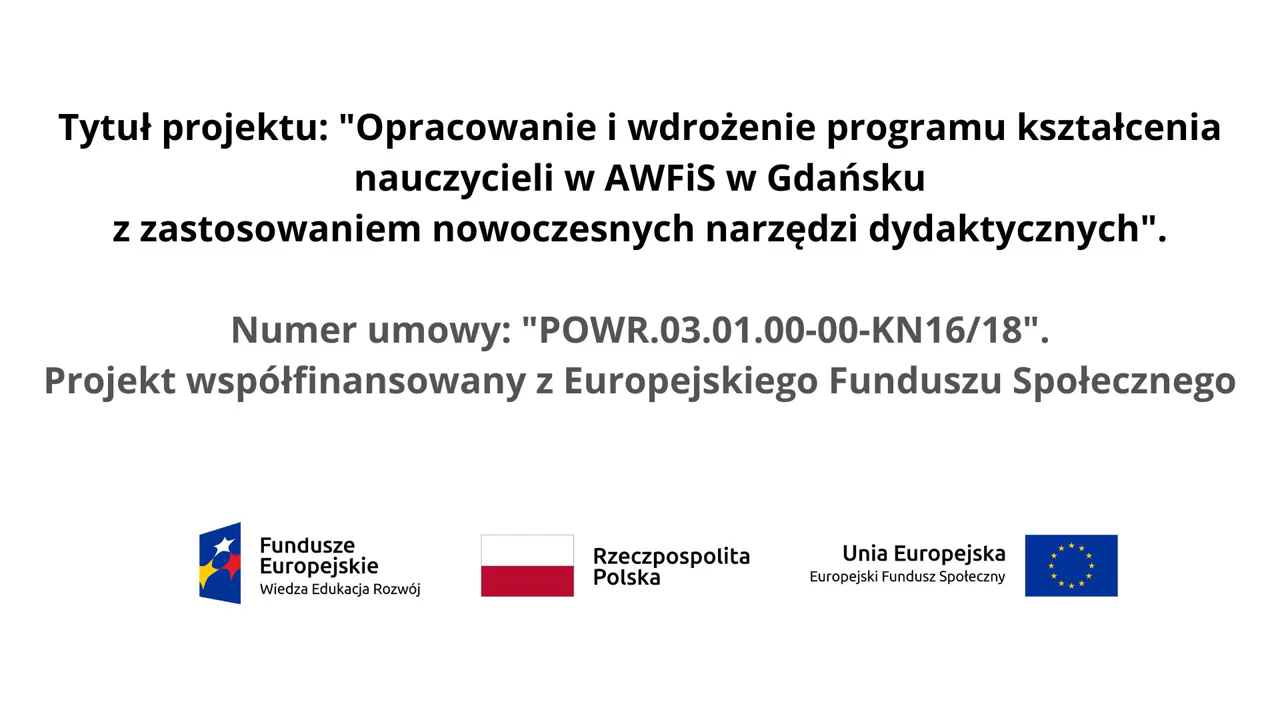 Tytuł projektu: "Opracowanie i wdrożenie programu kształcenia
nauczycieli w AWFiS w Gdańsku
z zastosowaniem nowoczesnych narzędzi dydaktycznych".
Numer umowy: "POWR.03.01.00-00-KN16/18".
Projekt współfinansowany z Europejskiego Funduszu Społecznego
Fundusze
Europejskie
Wiedza Edukacja Rozwój
Rzeczpospolita
Polska
Unia Europejska
Europejski Fundusz Społeczny